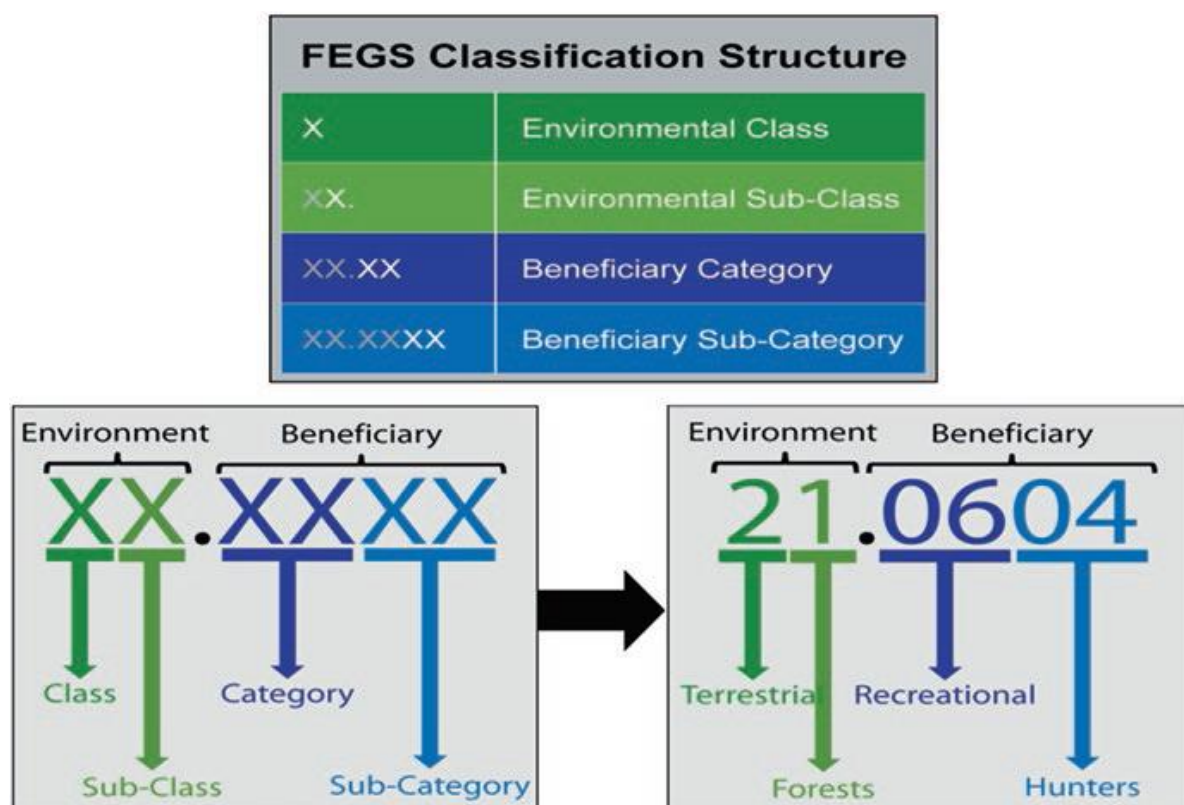 FEGS Classification Structure
X Environmental Class
XX. Environmental Sub-Class
XX.XX Beneficiary Category
XX.XXXX Beneficiary Sub-Category
Environment Beneficiary
XX.XXXX
Class Category
Sub-Class Sub-Category
Environment Beneficiary
21.0604
Terrestrial Recreational
Forests Hunters